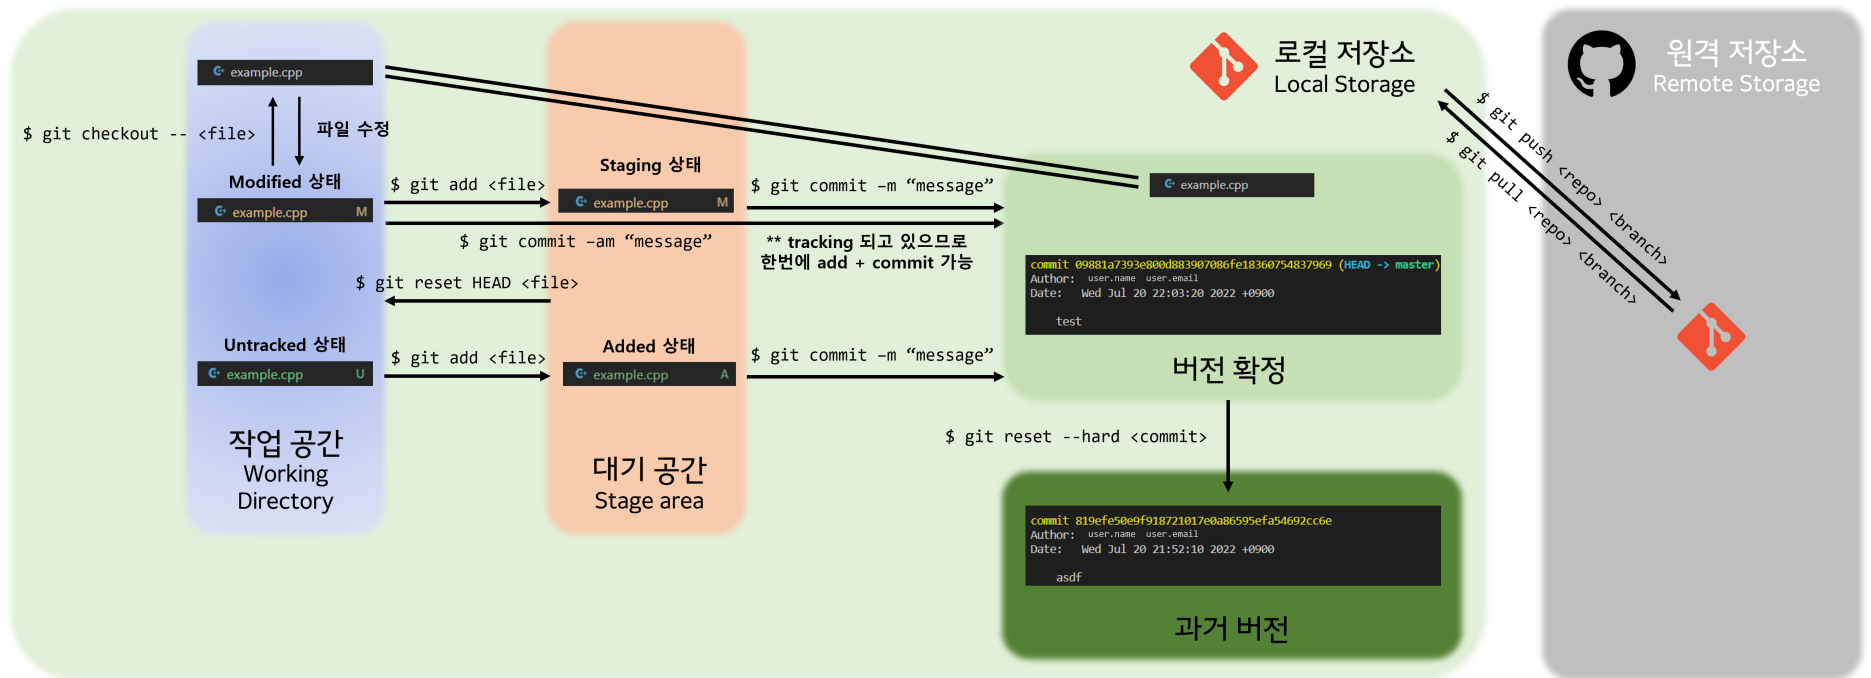 example.cpp
$ git checkout -- <file>
파일 수정
Modified 상태
example.cpp M
$ git add <file>
Staging 상태
example.cpp M
$ git commit –m “message”
$ git commit –am “message”
** tracking 되고 있으므로
한번에 add + commit 가능
$ git reset HEAD <file>
Untracked 상태
example.cpp U
$ git add <file>
Added 상태
example.cpp A
$ git commit –m “message”
작업 공간
Working
Directory
대기 공간
Stage area
로컬 저장소
Local Storage
example.cpp
commit 09881a7393e800d883907086fe18360754837969 (HEAD -> master)
Author: user.name user.email
Date: Wed Jul 20 22:03:20 2022 +0900
test
버전 확정
$ git reset --hard <commit>
commit 819efe50e9f918721017e0a86595efa54692cc6e
Author: user.name user.email
Date: Wed Jul 20 21:52:10 2022 +0900
asdf
과거 버전
$ git push <repo> <branch>
$ git pull <repo> <branch>
원격 저장소
Remote Storage